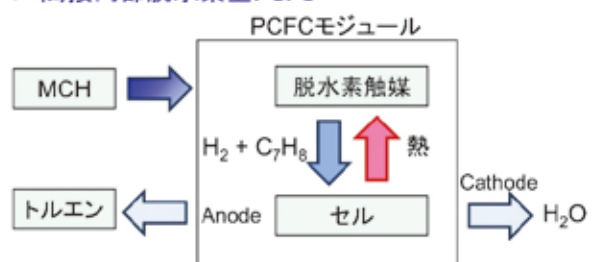 PCFCモジュール
MCH
脱水素触媒
H₂ + C₇H₈
熱
トルエン
Anode
セル
Cathode
H₂O